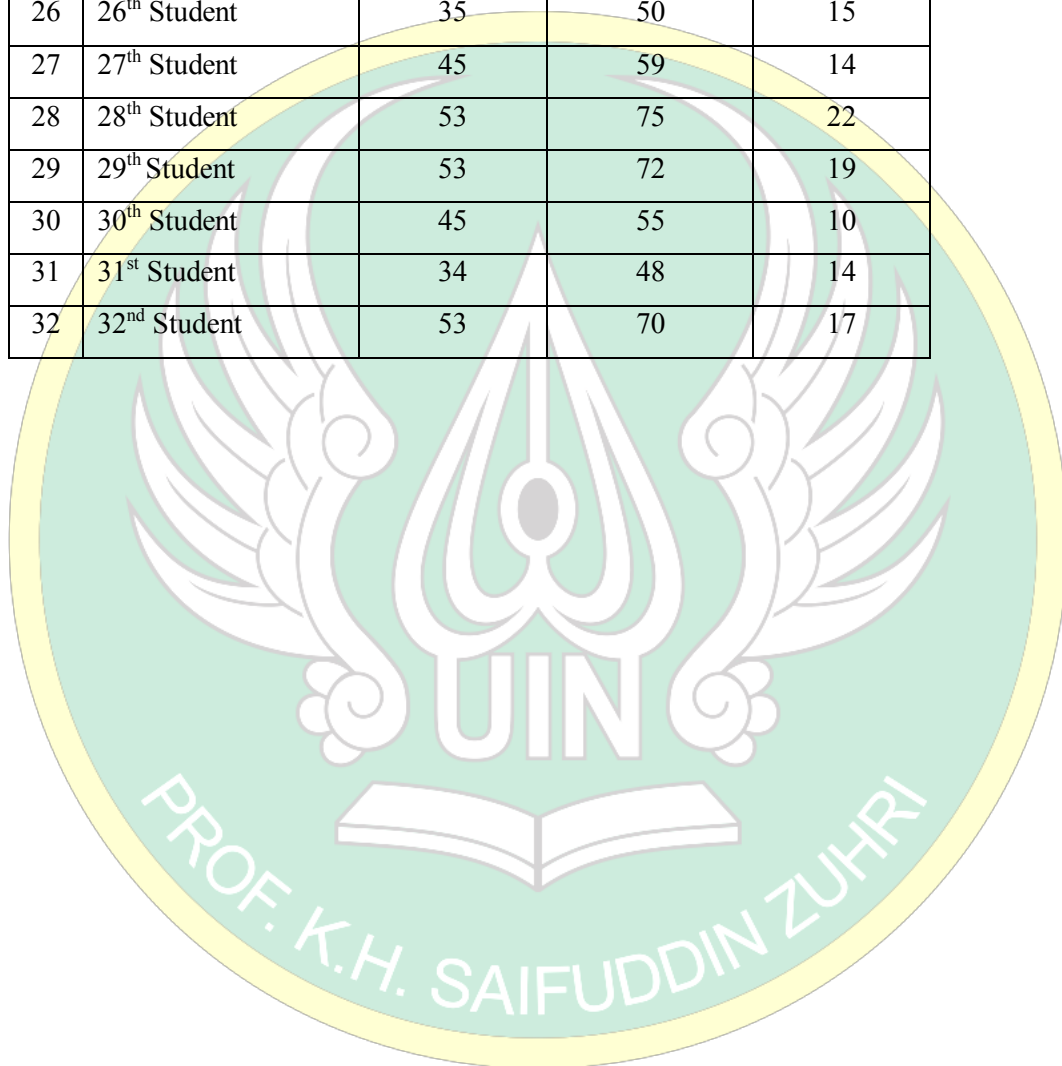 26 26th Student 35 50 15
27 27th Student 45 59 14
28 28th Student 53 75 22
29 29th Student 53 72 19
30 30th Student 45 55 10
31 31st Student 34 48 14
32 32nd Student 53 70 17
UIN
PROF. K.H. SAIFUDDIN ZUHRI